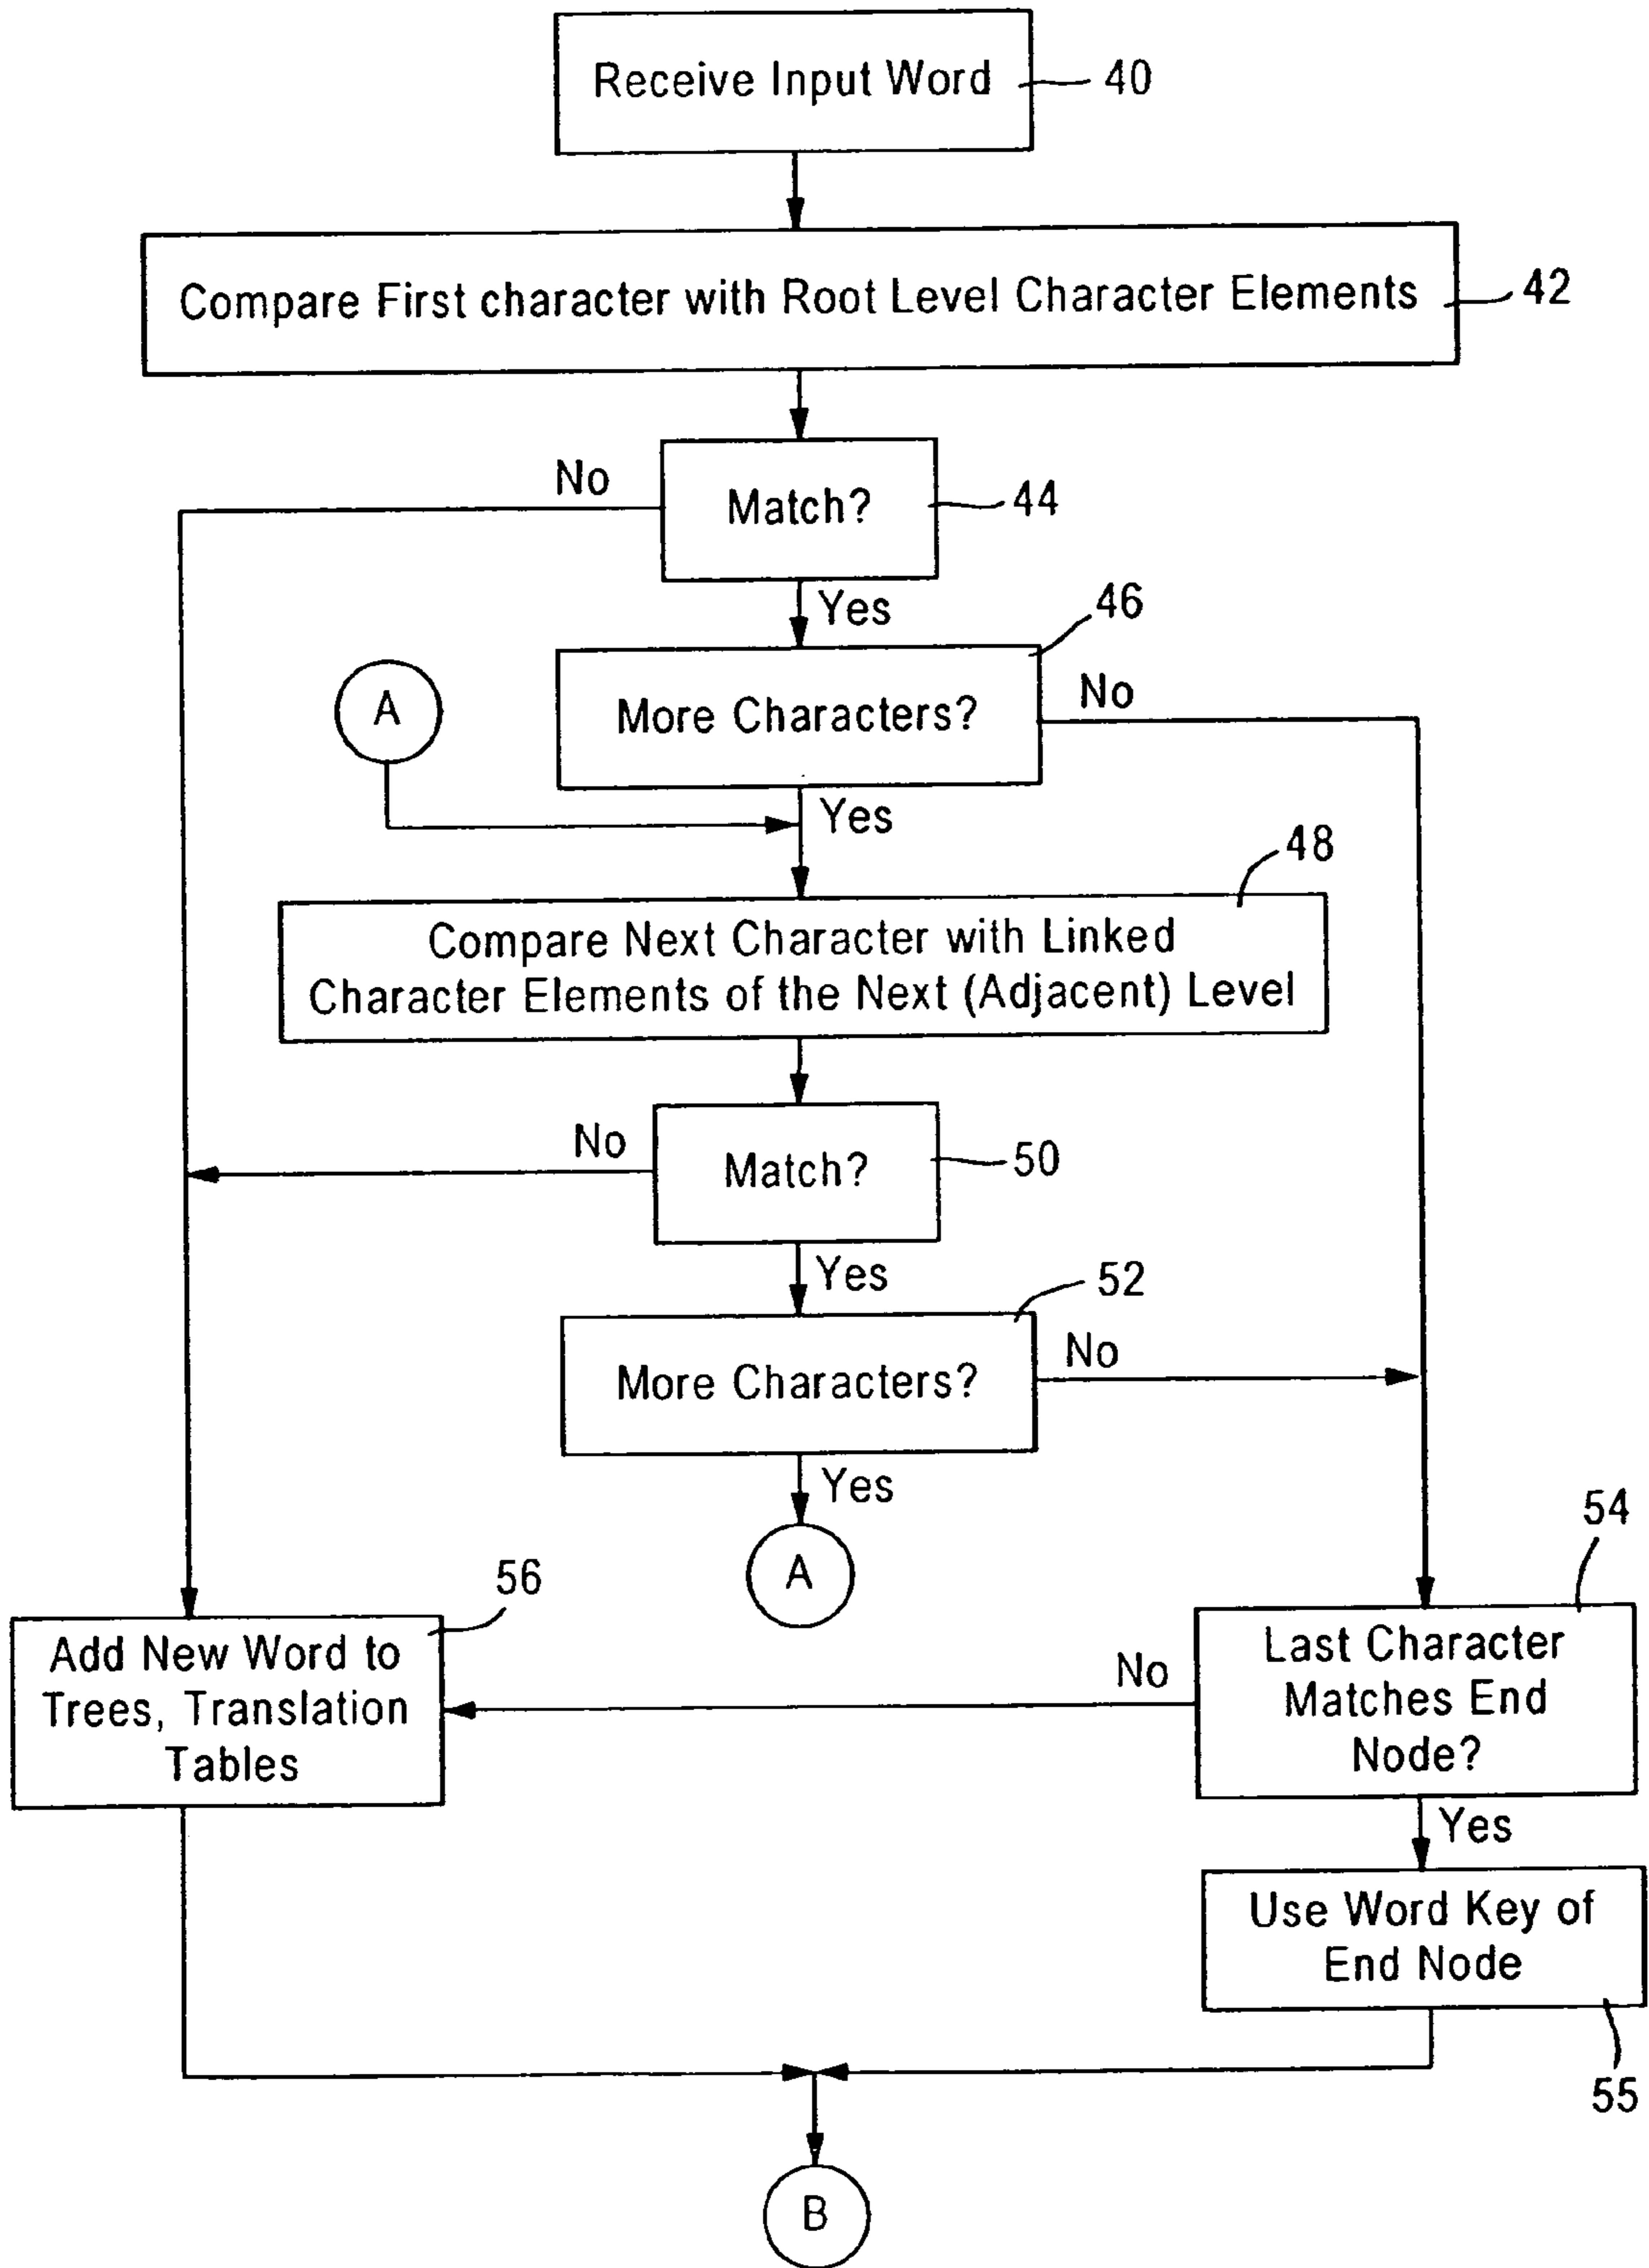 Receive Input Word
40
Compare First character with Root Level Character Elements
42
No
Match?
44
Yes
46
A
More Characters?
No
Yes
48
Compare Next Character with Linked
Character Elements of the Next (Adjacent) Level
No
Match?
50
Yes
52
More Characters?
No
Yes
A
54
56
Add New Word to
Trees, Translation
Tables
No
Last Character
Matches End
Node?
Yes
Use Word Key of
End Node
55
B